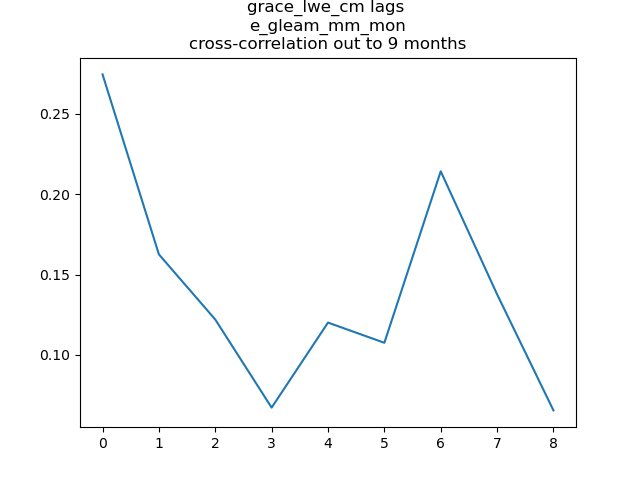 grace_lwe_cm lags
e_gleam_mm_mon
cross-correlation out to 9 months
0.25
0.20
0.15
0.10
0 1 2 3 4 5 6 7 8